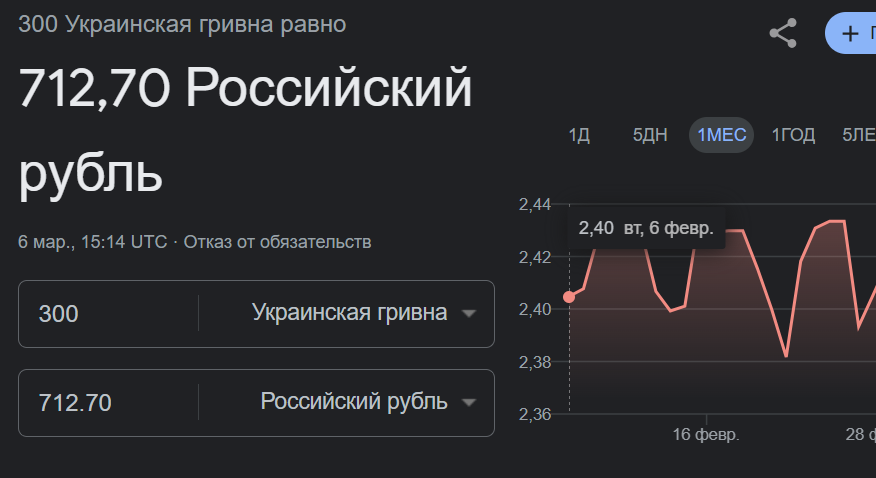 300 Украинская гривна равно
712,70 Российский
рубль
6 мар., 15:14 UTC · Отказ от обязательств
300 Украинская гривна
712.70 Российский рубль
+
1Д 5ДН 1МЕС 1ГОД 5ЛЕ
2,44
2,40 вт, 6 февр.
2,42
2,40
2,38
2,36
16 февр. 28 ф